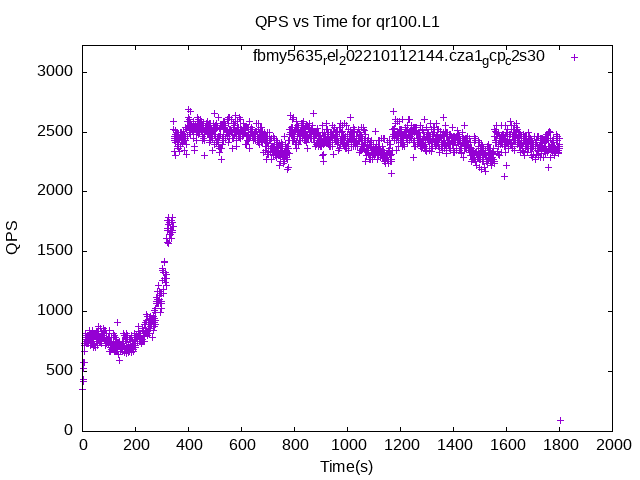 QPS vs Time for qr100.L1
fbmy5635_rel_202210112144.cza1_gcp_c2s30
3000
2500
2000
1500
1000
500
0
QPS
0 200 400 600 800 1000 1200 1400 1600 1800 2000
Time(s)